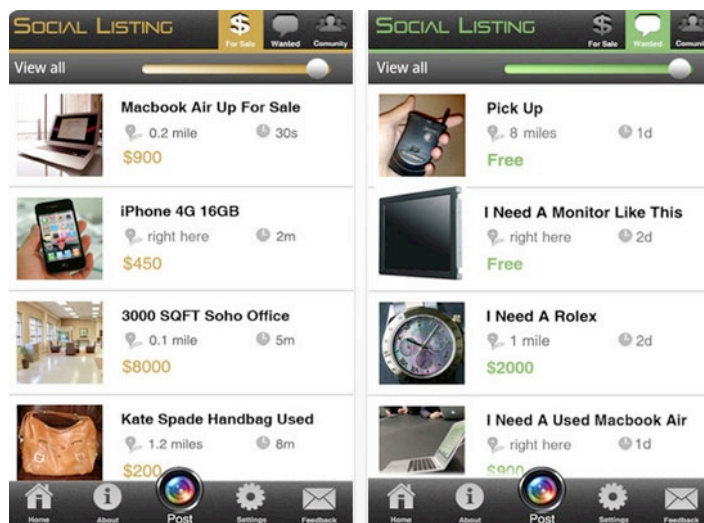 SOCIAL LISTING
For Sale
Wanted
Comunity
View all
Macbook Air Up For Sale
0.2 mile
30s
$900
iPhone 4G 16GB
right here
2m
$450
3000 SQFT Soho Office
0.1 mile
5m
$8000
Kate Spade Handbag Used
1.2 miles
8m
$200
Home
About
Post
Settings
Feedback
SOCIAL LISTING
For Sale
Wanted
Comunit
View all
Pick Up
8 miles
1d
Free
I Need A Monitor Like This
right here
2d
Free
I Need A Rolex
1 mile
2d
$2000
I Need A Used Macbook Air
right here
1d
$900
Home
About
Post
Settings
Feedback